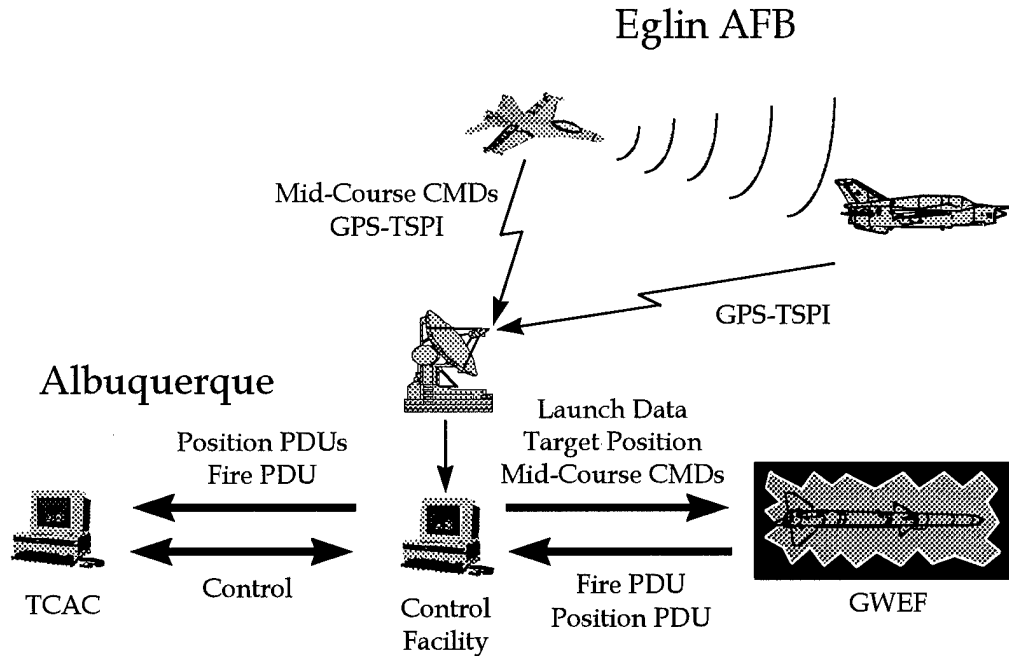 Eglin AFB
Mid-Course CMDs
GPS-TSPI
GPS-TSPI
Albuquerque
Position PDUs
Fire PDU
Launch Data
Target Position
Mid-Course CMDs
Control
Fire PDU
Position PDU
TCAC
Control
Facility
GWEF